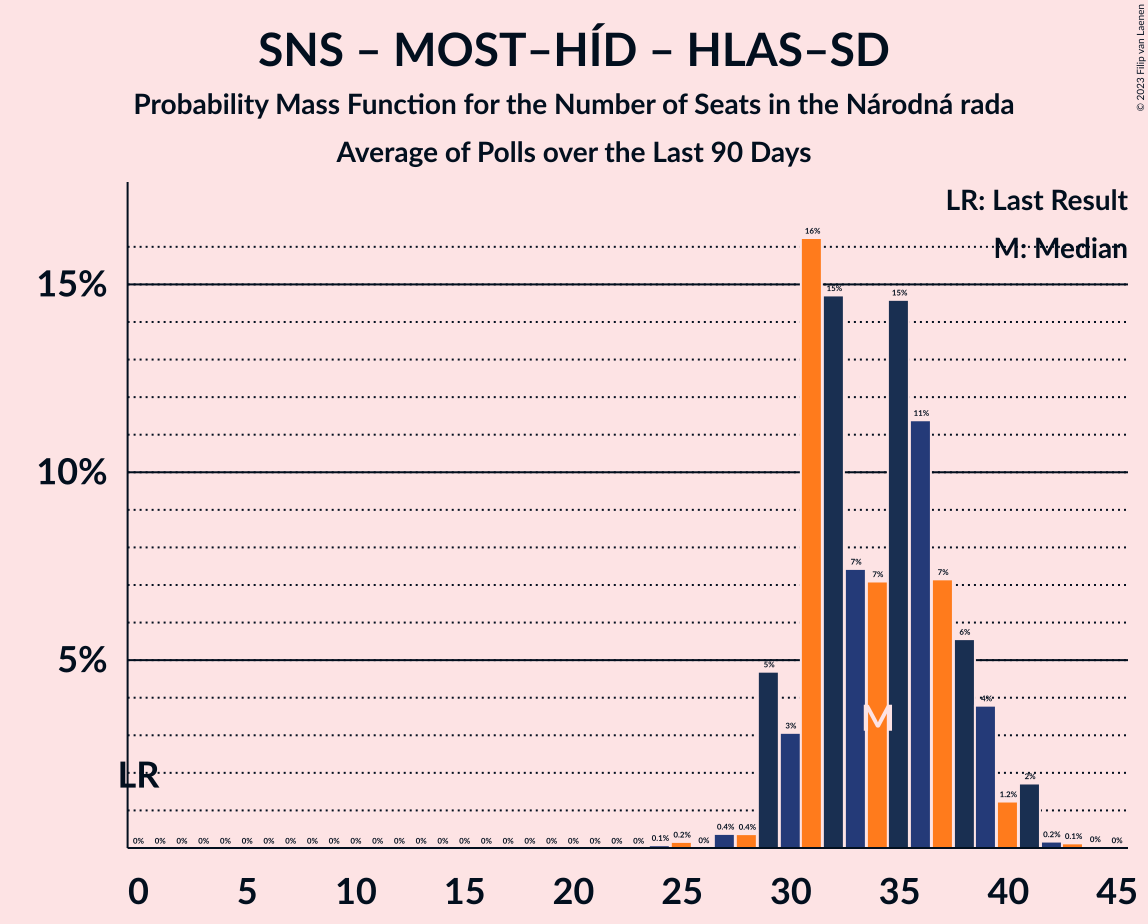 SNS – MOST–HÍD – HLAS–SD
Probability Mass Function for the Number of Seats in the Národná rada
Average of Polls over the Last 90 Days
© 2023 Filip van Laenen
LR: Last Result
M: Median
16%
15%
15%
15%
11%
10%
7%
7%
7%
6%
5%
5%
4%
3%
M
LR
2%
1.2%
0% 0% 0% 0% 0% 0% 0% 0% 0% 0% 0% 0% 0% 0% 0% 0% 0% 0% 0% 0% 0% 0% 0% 0% 0.1% 0.2% 0% 0.4% 0.4% 0.2% 0.1% 0% 0%
0 5 10 15 20 25 30 35 40 45